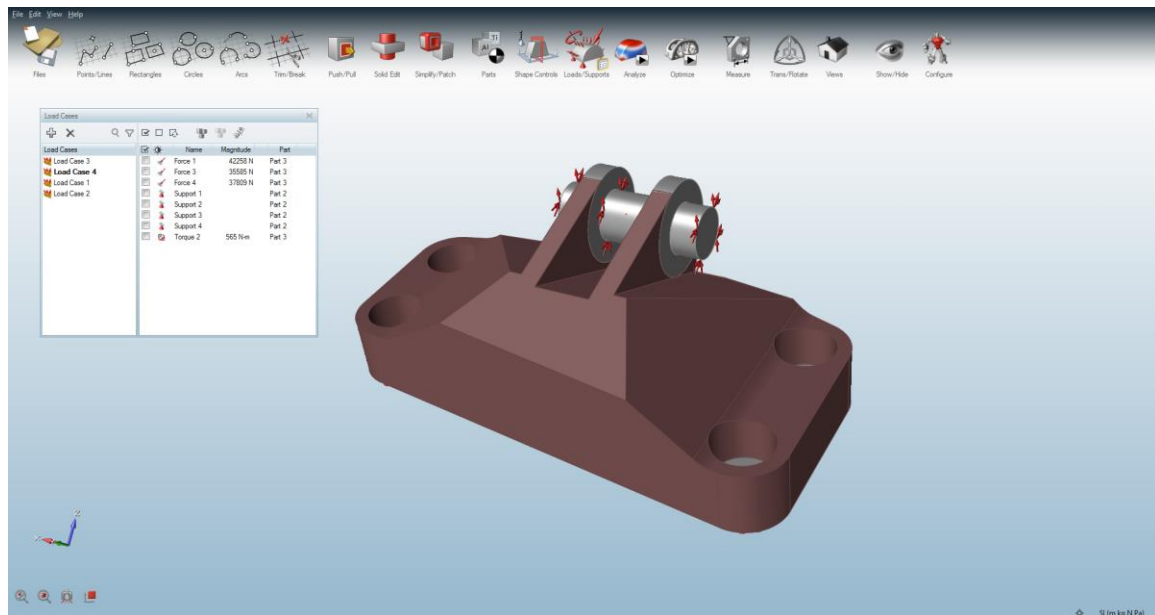 File Edit View Help
Files Points/Lines Rectangles Circles Arcs Trim/Break Push/Pull Solid Edit Simplify/Patch Parts Shape Controls Loads/Supports Analyze Optimize Measure Trans/Rotate Views Show/Hide Configure
Load Cases
Load Cases Name Magnitude Part
Load Case 3 Force 1 42258 N Part 3
Load Case 4 Force 3 35585 N Part 3
Load Case 1 Force 4 37809 N Part 3
Load Case 2 Support 1 Part 2
Support 2 Part 2
Support 3 Part 2
Support 4 Part 2
Torque 2 565 N-m Part 3
Z
X
SI (m kg N Pa)